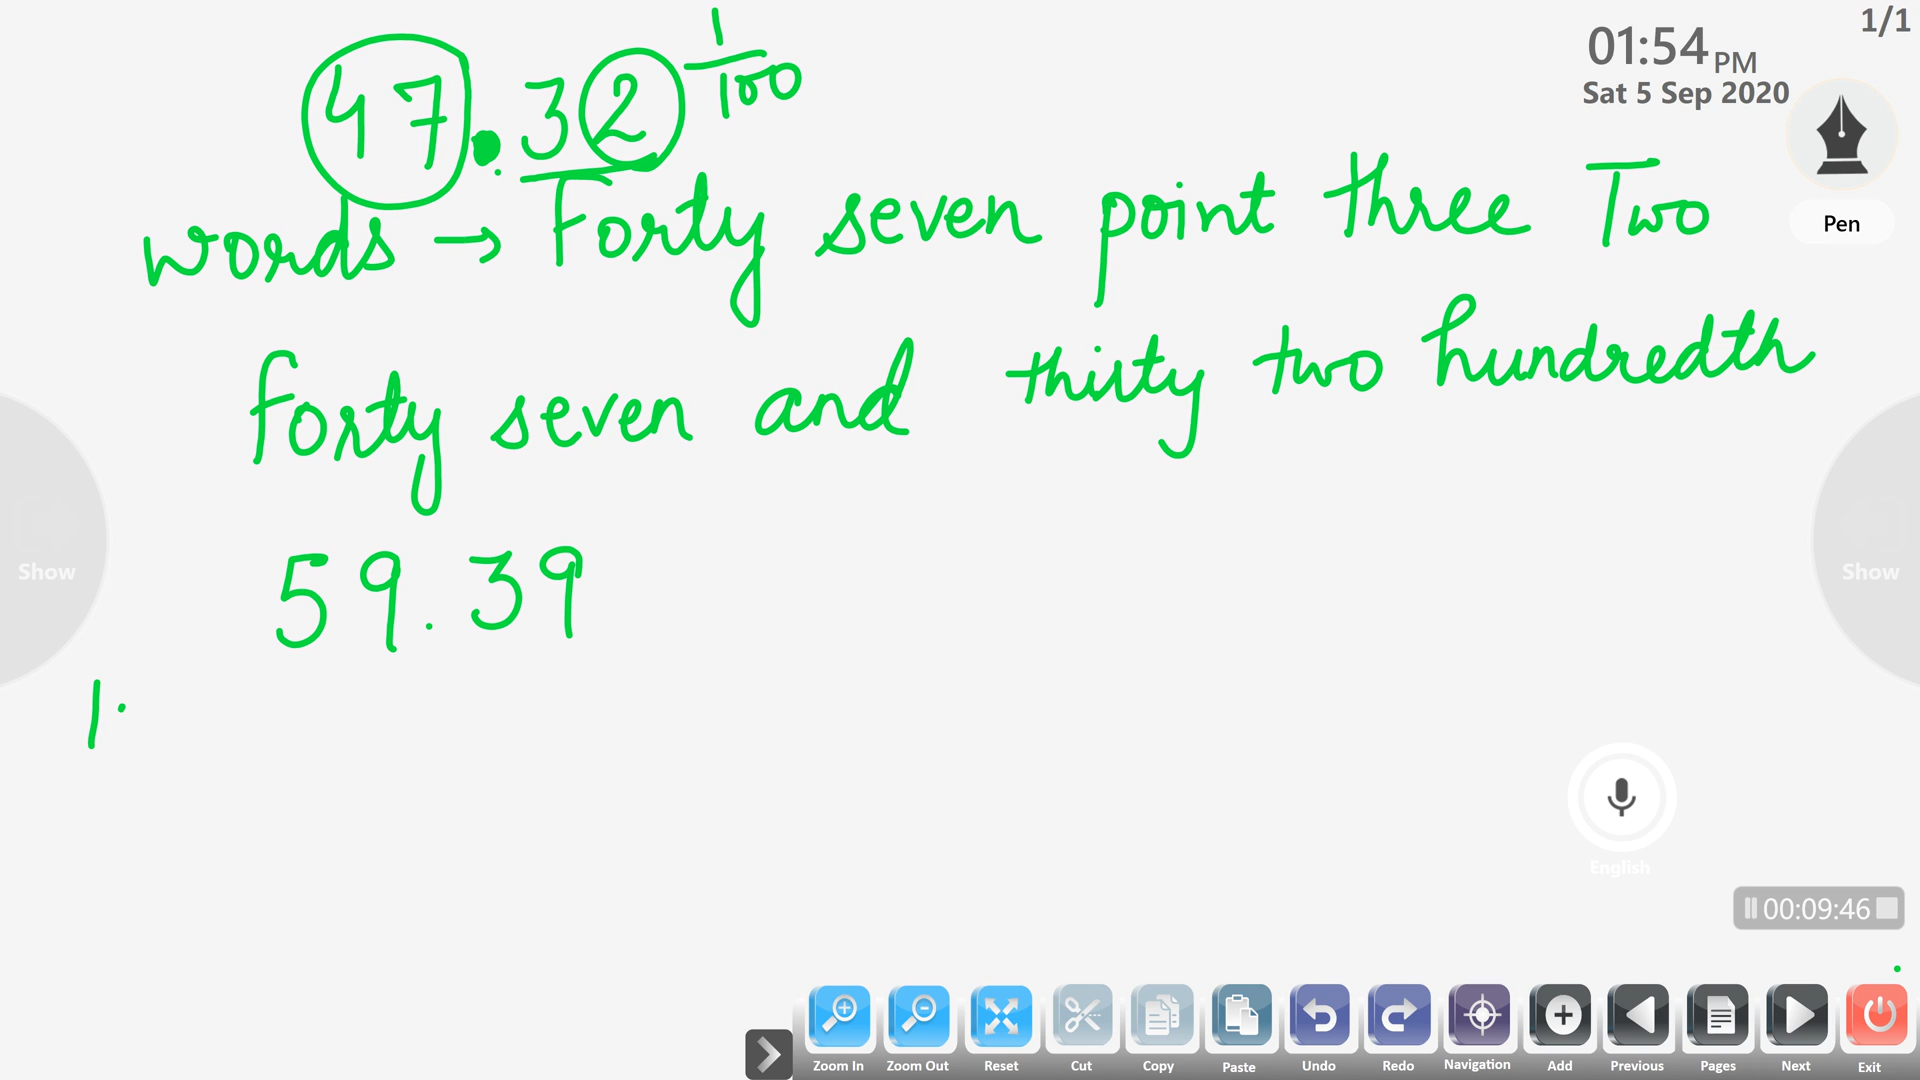 1/1
01:54 PM
Sat 5 Sep 2020
Pen
47.32 1/100
words → Forty seven point three Two
forty seven and thirty two hundredth
59.39
1.
Show
Show
English
00:09:46
Zoom In Zoom Out Reset Cut Copy Paste Undo Redo Navigation Add Previous Pages Next Exit